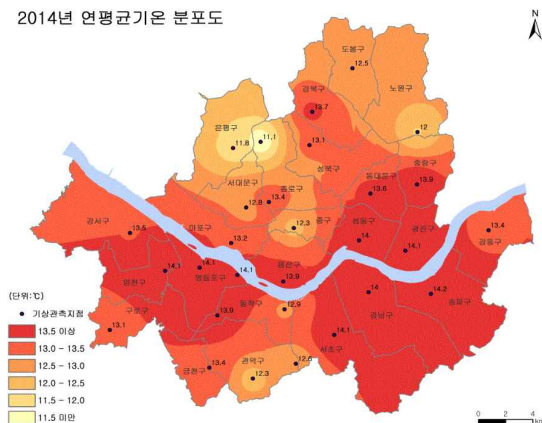 2014년 연평균기온 분포도
N
도봉구
12.5
노원구
강북구
13.7
은평구
11.8
11.1
12
13.1
성북구
중랑구
동대문구
13.6
13.9
서대문구
12.8
종로구
13.4
강서구
13.5
마포구
13.2
중구
12.3
성동구
14
광진구
14.1
13.4
강동구
14.1
양천구
14.1
영등포구
14.1
용산구
13.9
14
강남구
14.2
송파구
(단위:℃)
기상관측지점
구로구
13.1
13.9
동작구
12.9
14.1
서초구
13.5 이상
13.0 - 13.5
12.5 - 13.0
12.0 - 12.5
11.5 - 12.0
11.5 미만
13.4
금천구
관악구
12.3
12.6
0 2 4
km